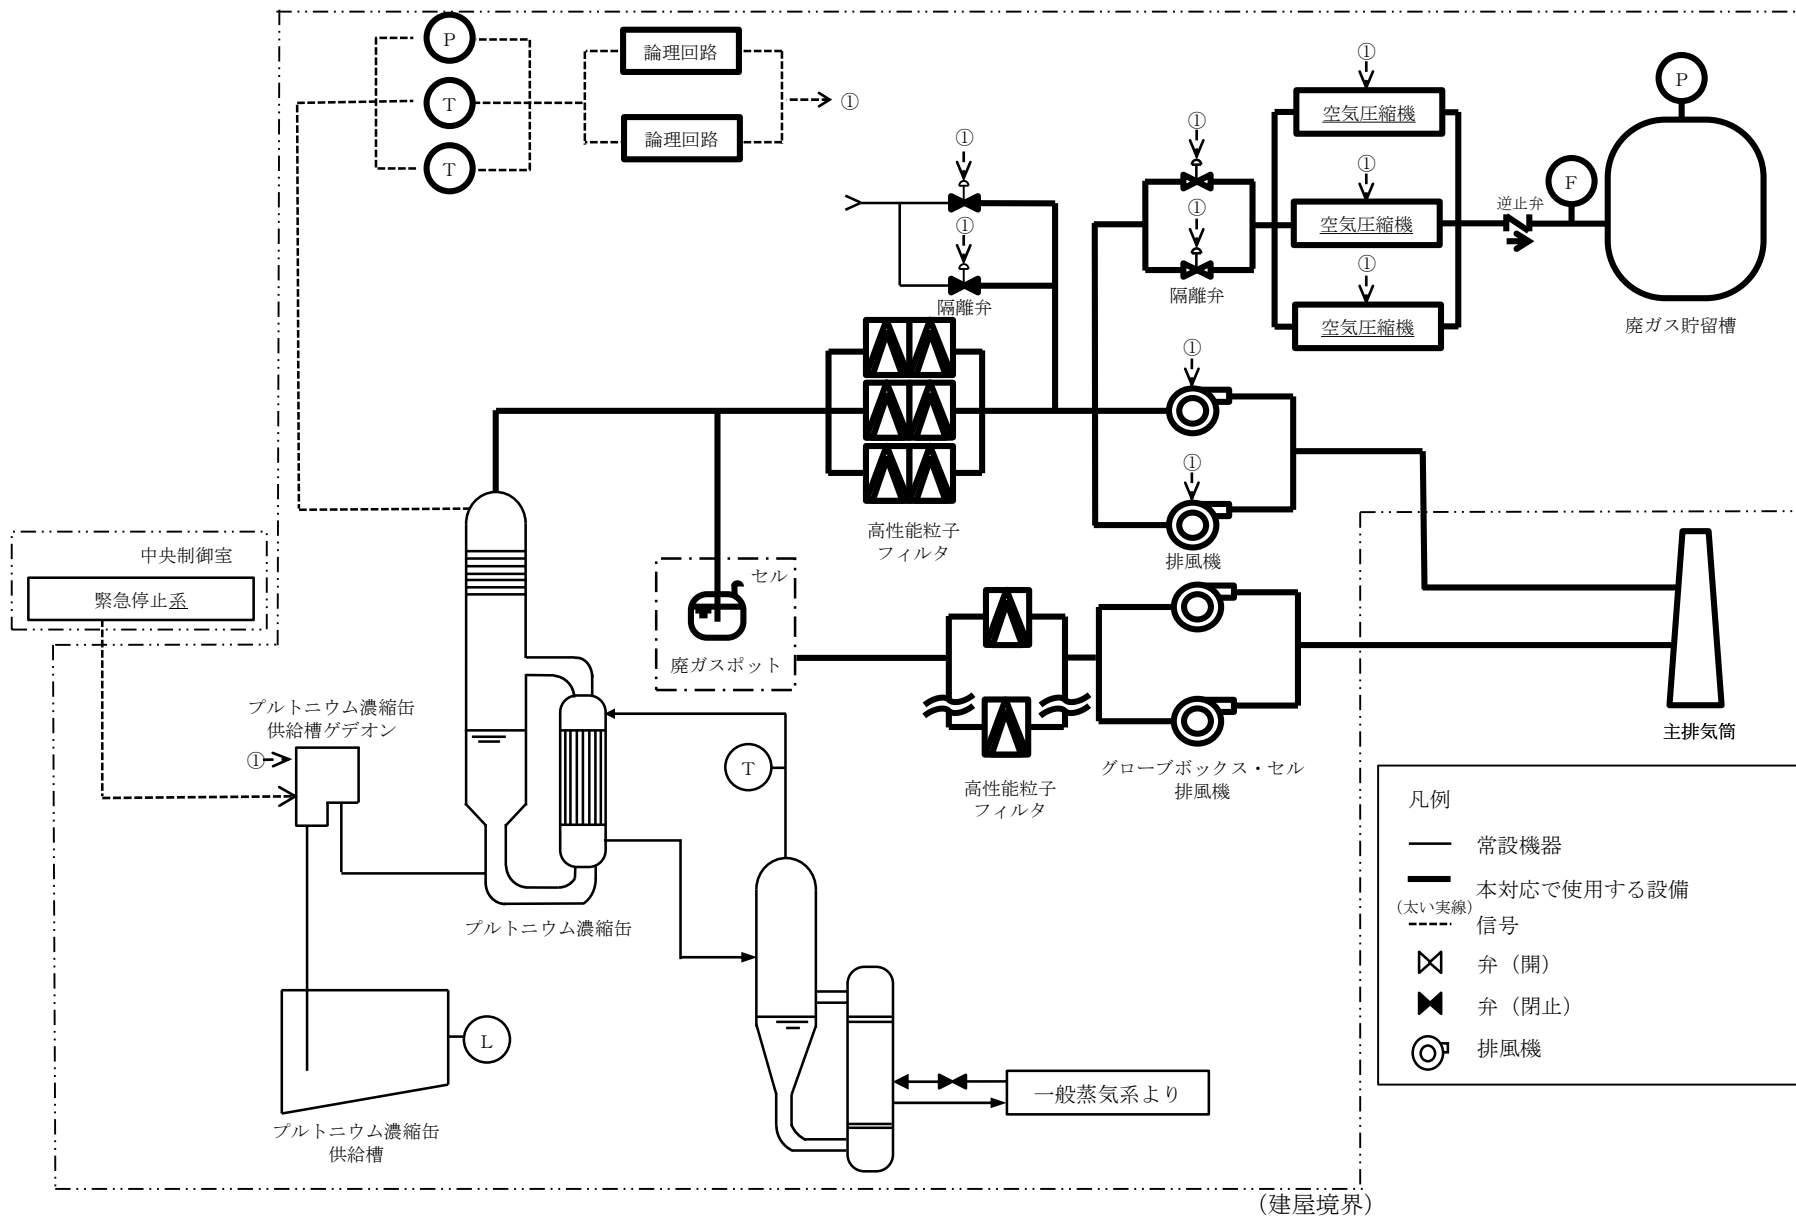 P
論理回路
①
P
T
①
①
空気圧縮機
論理回路
①
①
F
T
①
逆止弁
空気圧縮機
①
①
①
隔離弁
隔離弁
空気圧縮機
廃ガス貯留槽
①
高性能粒子
フィルタ
①
排風機
中央制御室
緊急停止系
セル
廃ガスポット
プルトニウム濃縮缶
供給槽ゲデオン
①
主排気筒
T
高性能粒子
フィルタ
グローブボックス・セル
排風機
凡例
常設機器
本対応で使用する設備
(太い実線)
信号
弁（開）
弁（閉止）
排風機
プルトニウム濃縮缶
L
一般蒸気系より
プルトニウム濃縮缶
供給槽
（建屋境界）